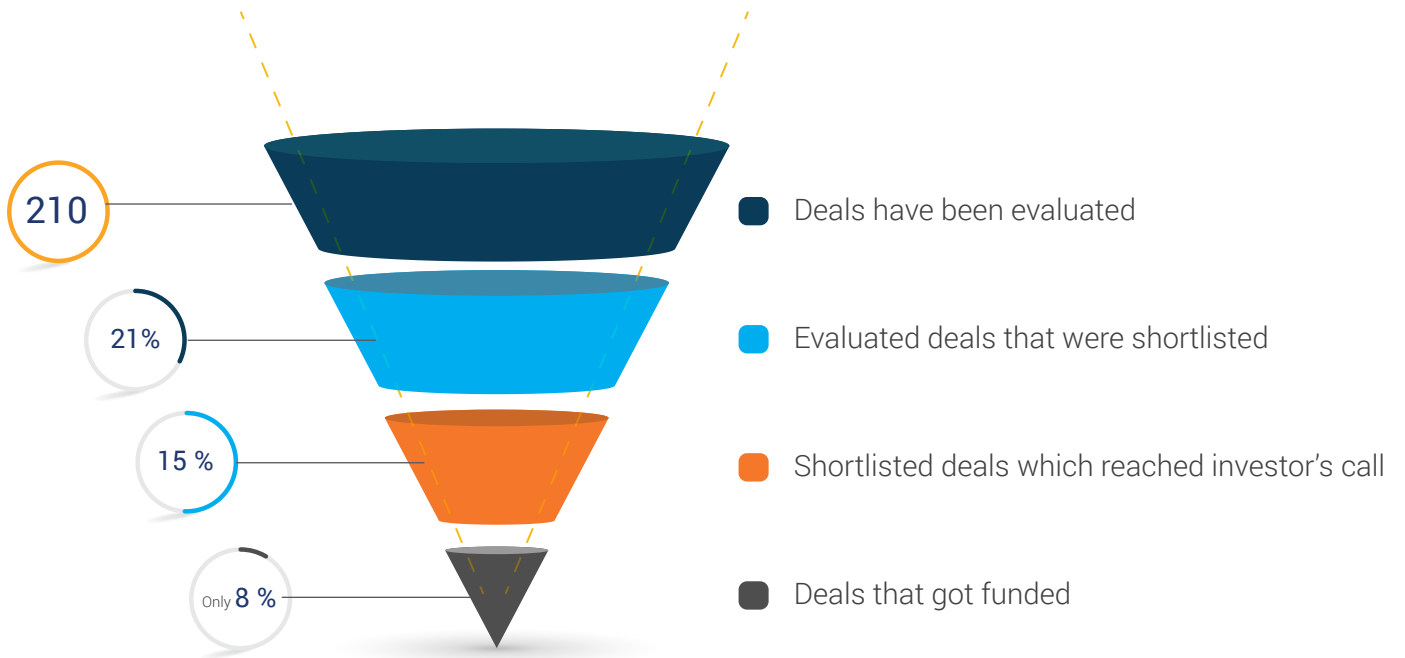 210
Deals have been evaluated
21%
Evaluated deals that were shortlisted
15 %
Shortlisted deals which reached investor’s call
Only 8 %
Deals that got funded